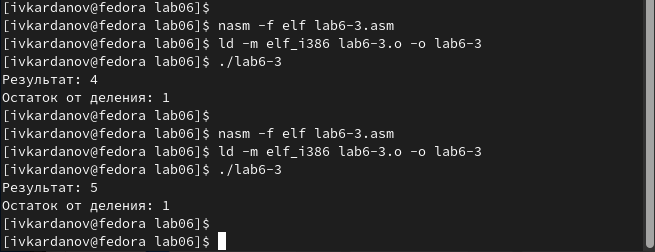 [ivkardanov@fedora lab06]$
[ivkardanov@fedora lab06]$ nasm -f elf lab6-3.asm
[ivkardanov@fedora lab06]$ ld -m elf_i386 lab6-3.o -o lab6-3
[ivkardanov@fedora lab06]$ ./lab6-3
Результат: 4
Остаток от деления: 1
[ivkardanov@fedora lab06]$
[ivkardanov@fedora lab06]$ nasm -f elf lab6-3.asm
[ivkardanov@fedora lab06]$ ld -m elf_i386 lab6-3.o -o lab6-3
[ivkardanov@fedora lab06]$ ./lab6-3
Результат: 5
Остаток от деления: 1
[ivkardanov@fedora lab06]$
[ivkardanov@fedora lab06]$